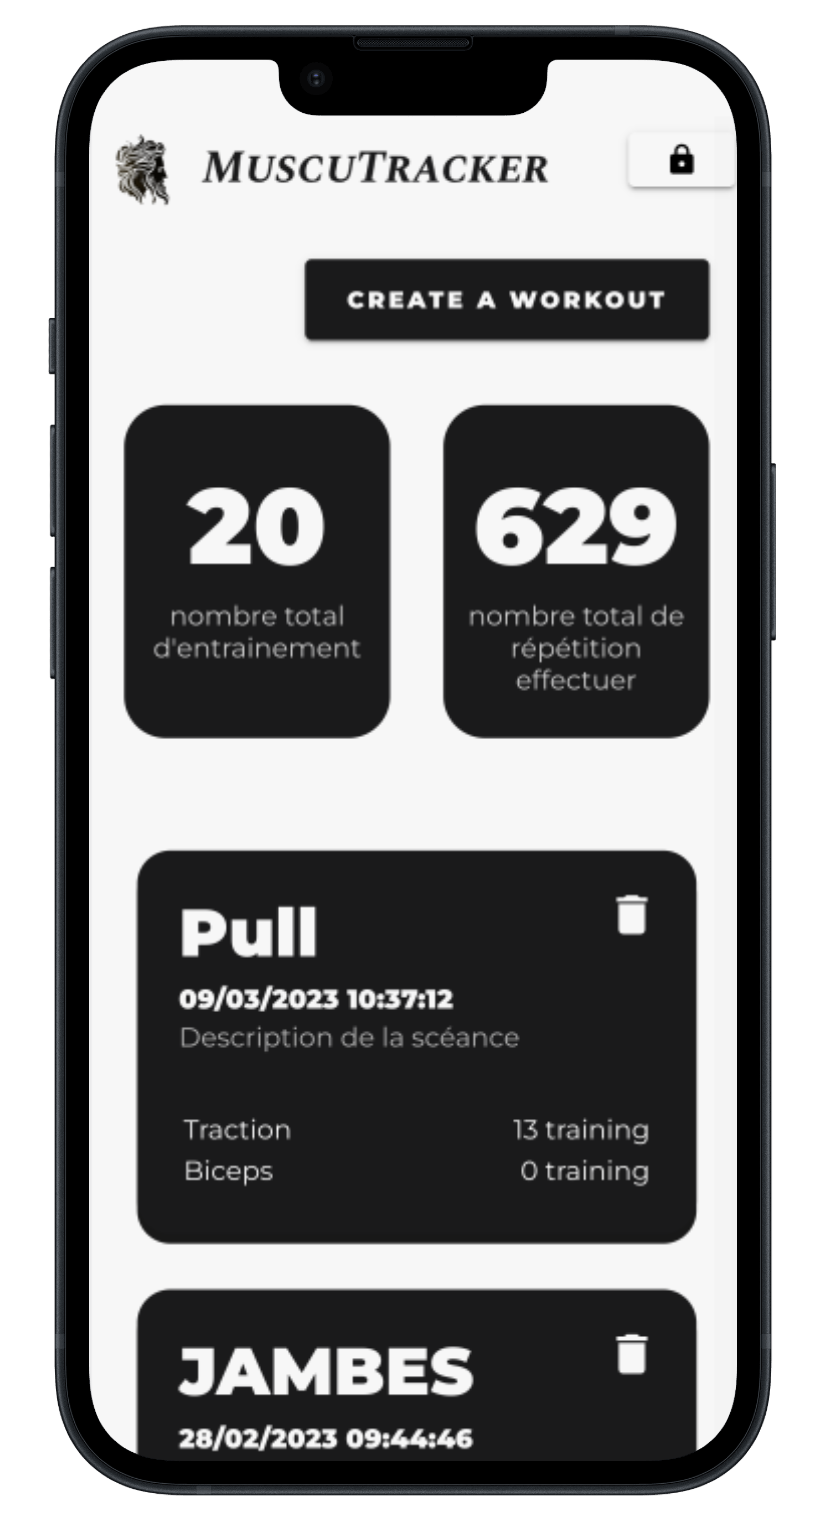 MUSCUTRACKER
CREATE A WORKOUT
20
nombre total
d'entrainement
629
nombre total de
répétition
effectuer
Pull
09/03/2023 10:37:12
Description de la scéance
Traction 13 training
Biceps 0 training
JAMBES
28/02/2023 09:44:46